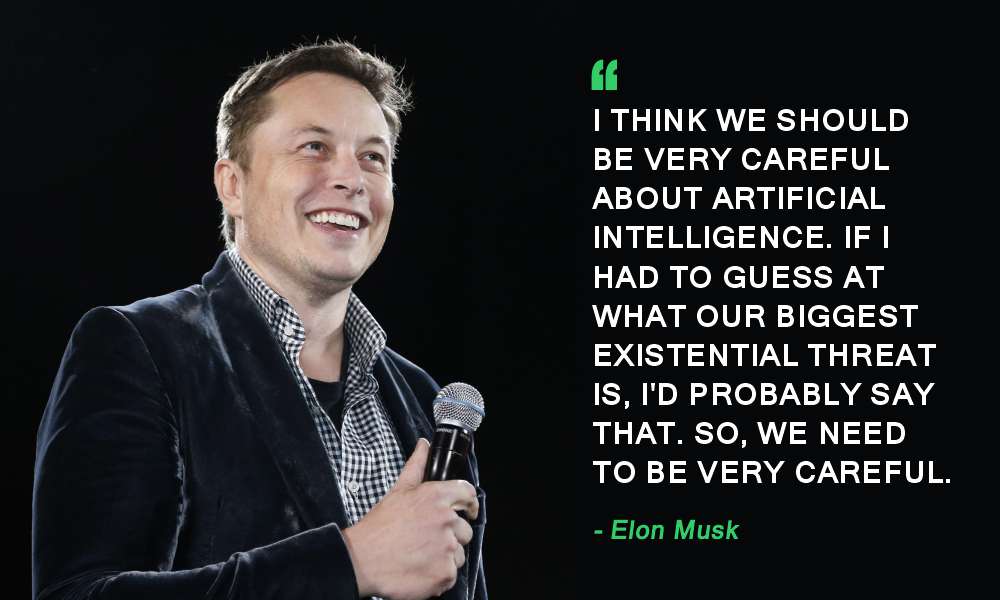 “
I THINK WE SHOULD
BE VERY CAREFUL
ABOUT ARTIFICIAL
INTELLIGENCE. IF I
HAD TO GUESS AT
WHAT OUR BIGGEST
EXISTENTIAL THREAT
IS, I'D PROBABLY SAY
THAT. SO, WE NEED
TO BE VERY CAREFUL.
- Elon Musk